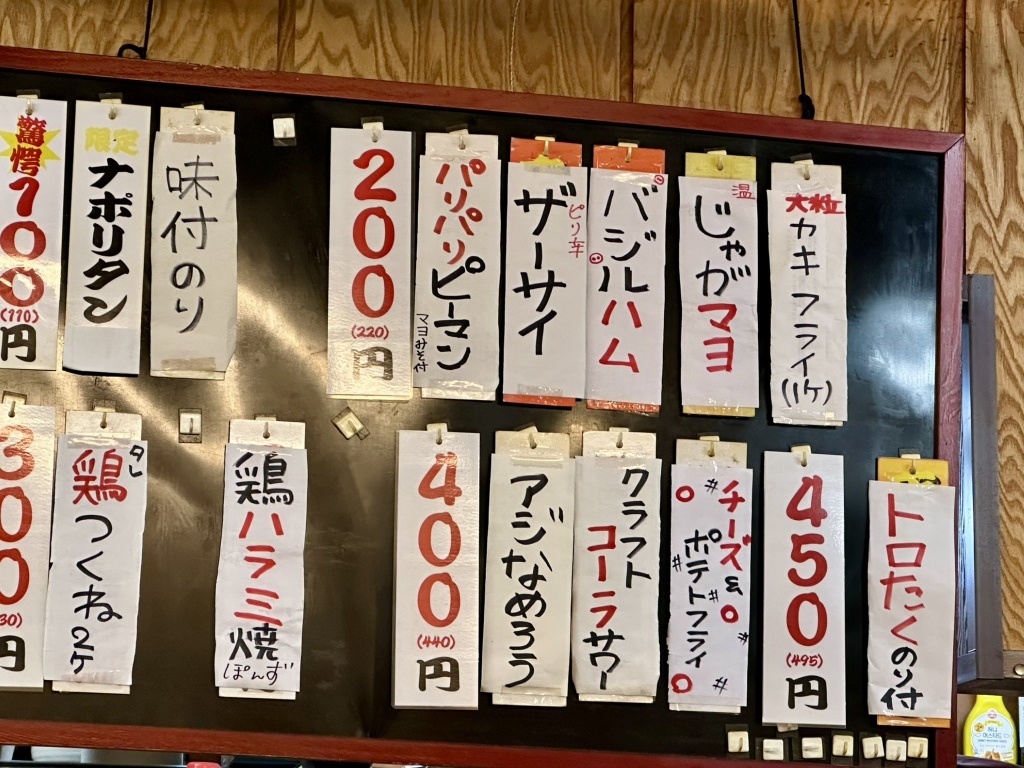 驚愕
100
(110)
円
限定
ナポリタン
味付のり
200
(220)
円
パリパリピーマン
マヨみそ付
ザーサイ
ピリ辛
バジルハム
温
じゃがマヨ
大粒
カキフライ
(1ケ)
300
円
タレ
鶏つくね2ケ
鶏ハラミ焼
ぽんず
400
(440)
円
アジなめろう
クラフト
コーラサワー
チーズ&
ポテトフライ
450
(495)
円
トロたくのり付